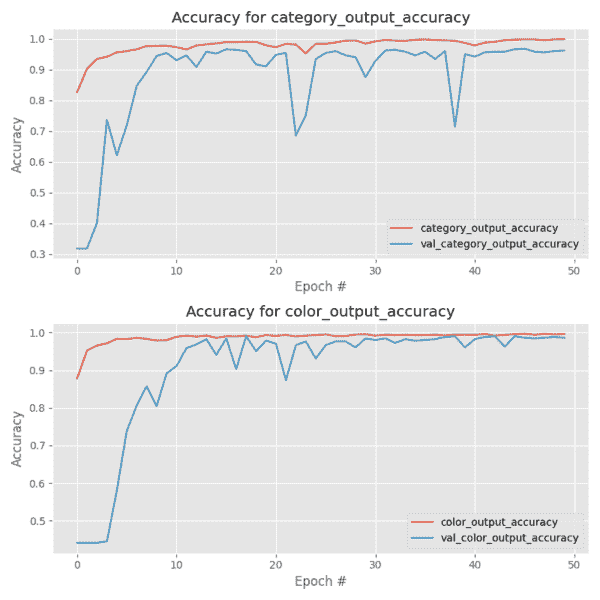 Accuracy for category_output_accuracy
1.0
0.9
0.8
0.7
0.6
0.5
0.4
0.3
Accuracy
category_output_accuracy
val_category_output_accuracy
0 10 20 30 40 50
Epoch #
Accuracy for color_output_accuracy
1.0
0.9
0.8
0.7
0.6
0.5
Accuracy
color_output_accuracy
val_color_output_accuracy
0 10 20 30 40 50
Epoch #